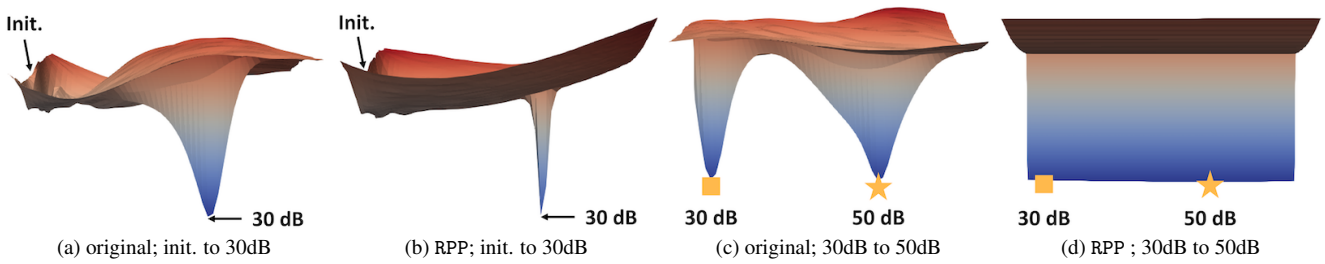 Init.
30 dB
(a) original; init. to 30dB
Init.
30 dB
(b) RPP; init. to 30dB
30 dB
50 dB
(c) original; 30dB to 50dB
30 dB
50 dB
(d) RPP ; 30dB to 50dB